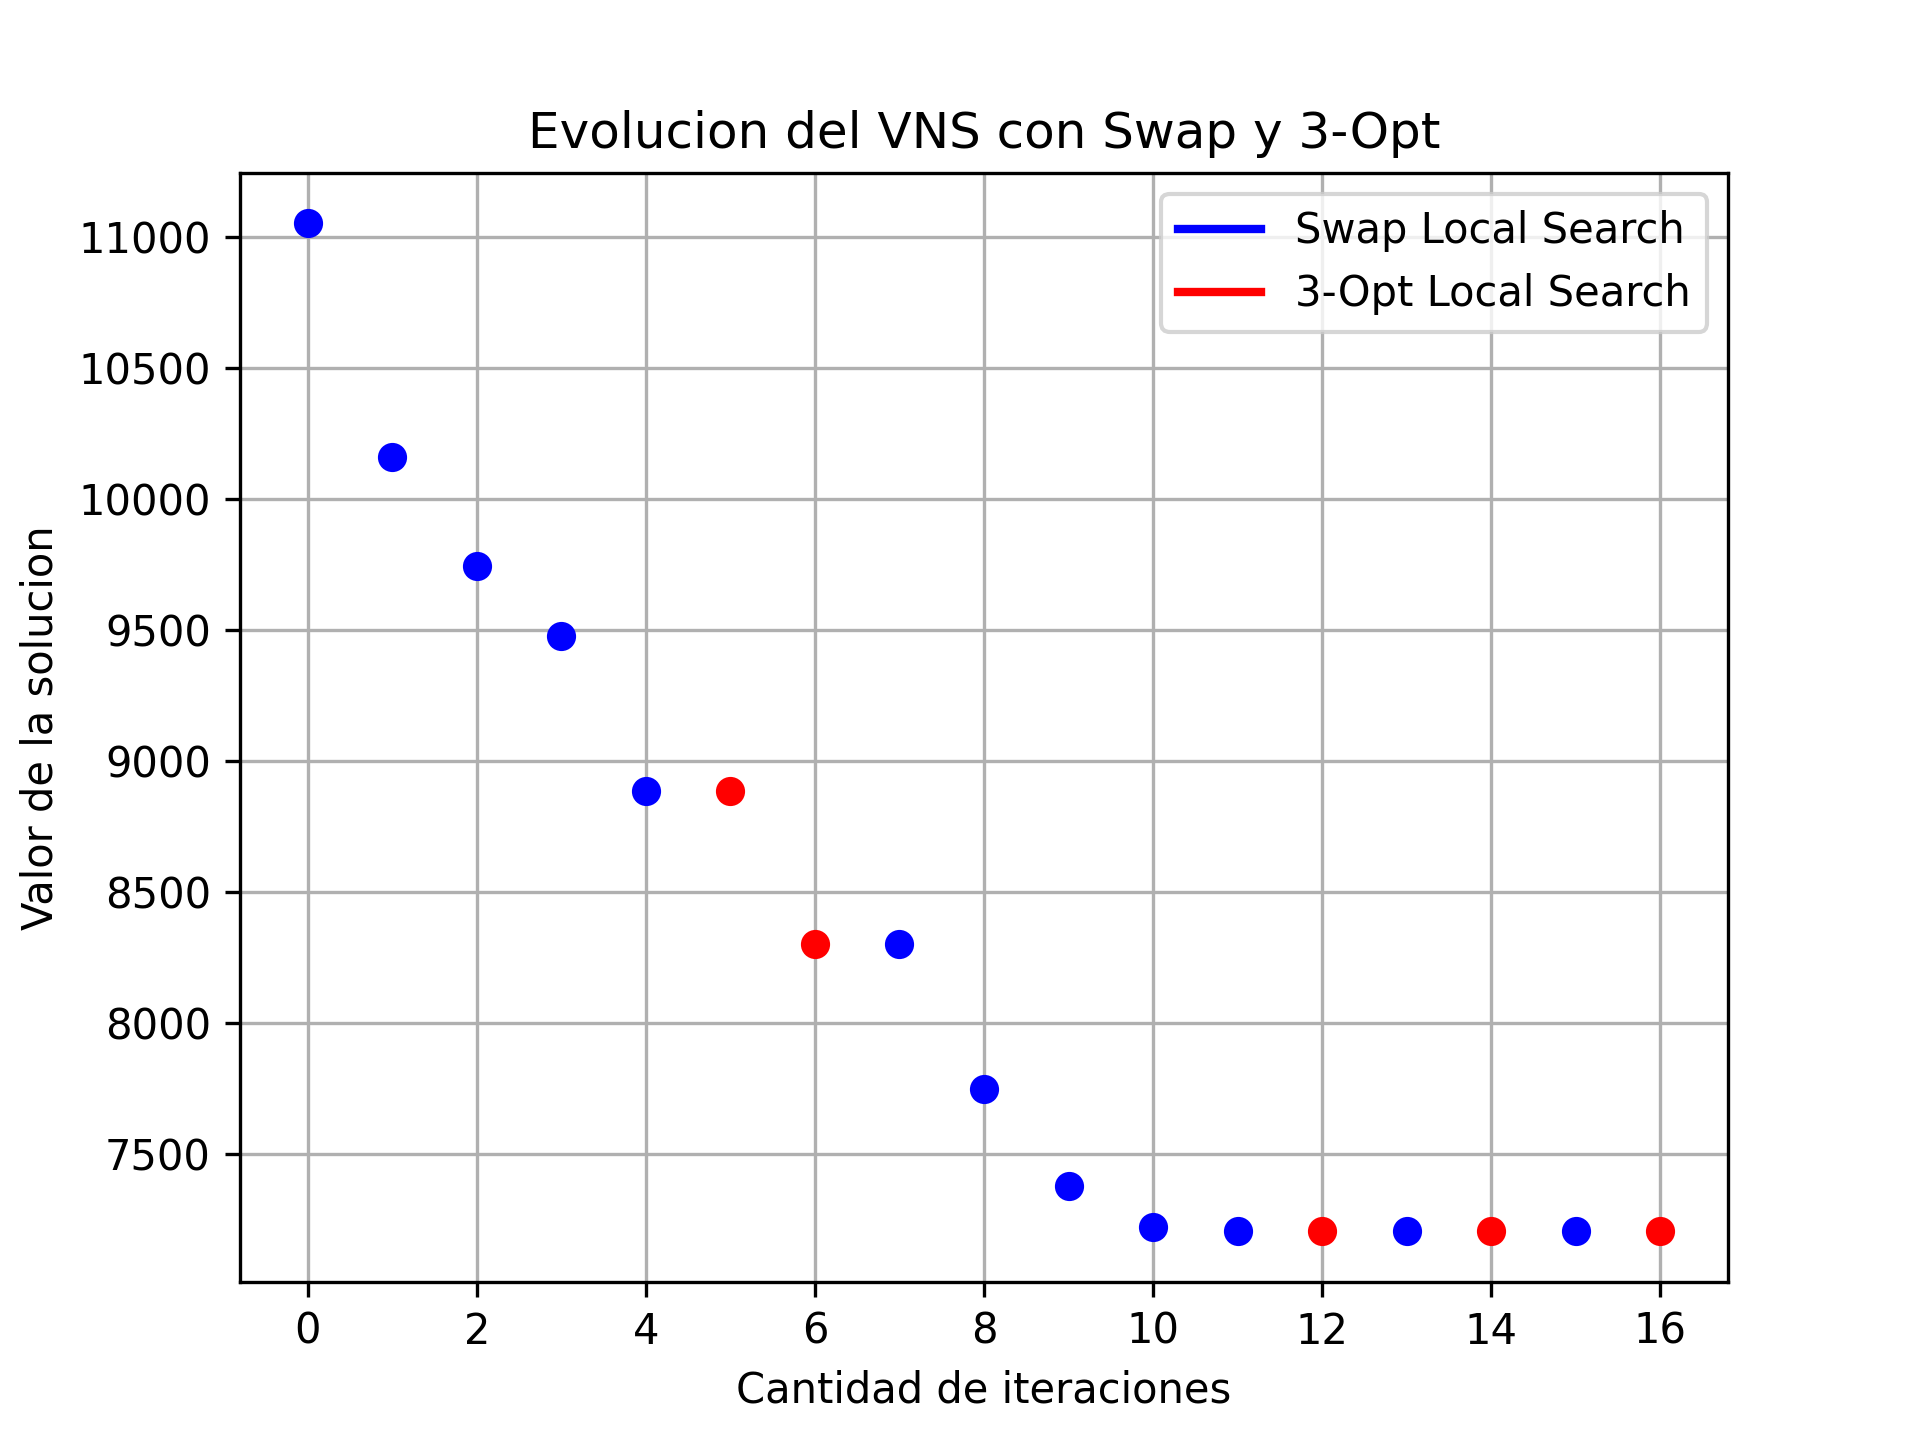 Evolucion del VNS con Swap y 3-Opt
Swap Local Search
3-Opt Local Search
Valor de la solucion
11000
10500
10000
9500
9000
8500
8000
7500
0 2 4 6 8 10 12 14 16
Cantidad de iteraciones